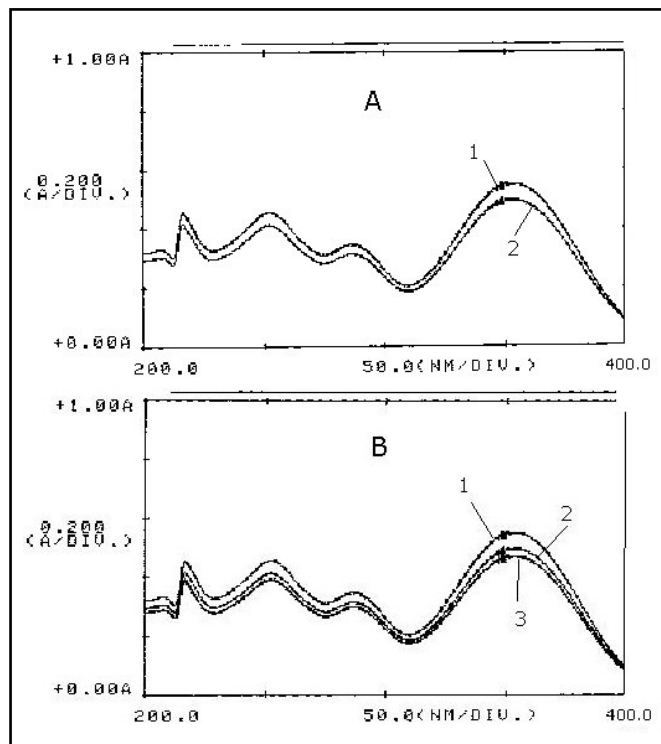 +1.00A
A
1
0.200
(A/DIV.)
2
+0.00A
200.0 50.0(NM/DIV.) 400.0
+1.00A
B
1
2
0.200
(A/DIV.)
3
+0.00A
200.0 50.0(NM/DIV.) 400.0